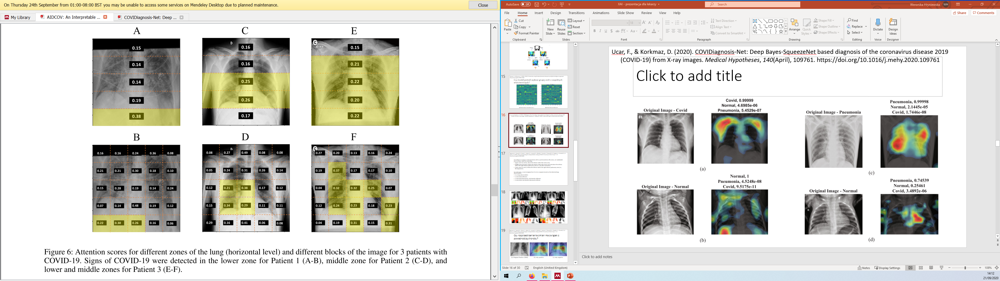 On Thursday 24th September from 01:00-08:00 BST you may be unable to access some services on Mendeley Desktop due to planned maintenance.
Close
My Library
AIDCOV: An Interpretable ...
COVIDiagnosis-Net: Deep ...
A
C
E
0.15
0.14
0.14
0.19
0.38
0.16
0.16
0.25
0.26
0.17
0.15
0.21
0.22
0.20
0.22
B
D
F
0.16 0.16 0.24 0.36 0.08
0.21 0.21 0.30 0.18 0.10
0.15 0.28 0.19 0.14 0.24
0.07 0.14 0.48 0.19 0.12
0.22 0.30 0.26 0.16 0.06
0.08 0.27 0.49 0.08 0.08
0.05 0.24 0.31 0.26 0.14
0.12 0.21 0.38 0.17 0.12
0.15 0.34 0.29 0.11 0.11
0.29 0.16 0.41 0.06 0.08
0.27 0.20 0.13 0.16 0.24
0.19 0.37 0.17 0.17 0.10
0.04 0.32 0.32 0.25 0.07
0.12 0.24 0.23 0.18 0.23
0.04 0.19 0.31 0.15 0.31
Figure 6: Attention scores for different zones of the lung (horizontal level) and different blocks of the image for 3 patients with
COVID-19. Signs of COVID-19 were detected in the lower zone for Patient 1 (A-B), middle zone for Patient 2 (C-D), and
lower and middle zones for Patient 3 (E-F).
AutoSave Off
XAI - prezentacja dla lekarzy
Search
Weronika Hryniewska WH
File Home Insert Design Transitions Animations Slide Show Review View Help
Share Comments
Paste
Cut
Copy
Format Painter
Clipboard
New Slide
Reuse Slides
Layout
Reset
Section
Slides
18
B I U S ab AV Aa
Font
Text Direction
Align Text
Convert to SmartArt
Paragraph
Arrange
Quick Styles
Shape Fill
Shape Outline
Shape Effects
Drawing
Find
Replace
Select
Editing
Dictate
Voice
Design Ideas
Designer
15
Czy model potrafi wybrać grupę cech o wspólnych
właściwościach?
16
17
18
19
Czy rozprzestrzenienie zmian ma związek z
poważnością choroby?
Ucar, F., & Korkmaz, D. (2020). COVIDiagnosis-Net: Deep Bayes-SqueezeNet based diagnosis of the coronavirus disease 2019
(COVID-19) from X-ray images. Medical Hypotheses, 140(April), 109761. https://doi.org/10.1016/j.mehy.2020.109761
Click to add title
Original Image - Covid
B1
Covid, 0.99999
Normal, 4.6985e-06
Pneumonia, 5.4529e-07
(a)
Original Image - Pneumonia
Pneumonia, 0.99998
Normal, 2.1445e-05
Covid, 1.7446e-08
(c)
Original Image - Normal
R
Normal, 1
Pneumonia, 4.5248e-08
Covid, 9.5175e-11
(b)
Original Image - Normal
R
Pneumonia, 0.74539
Normal, 0.25461
Covid, 3.4892e-06
(d)
Click to add notes
Slide 16 of 30
English (United Kingdom)
Notes
Display Settings
108%
14:12
21/09/2020